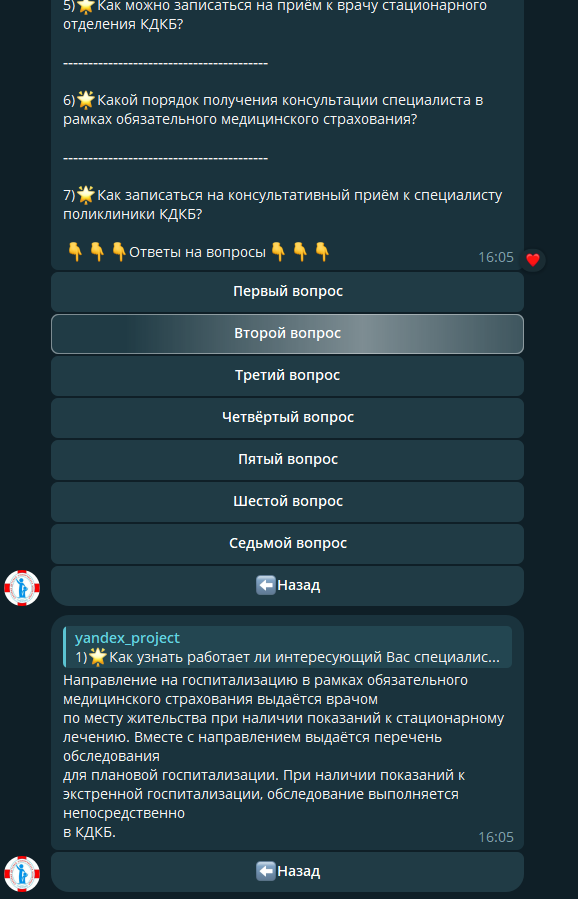 5)🌟Как можно записаться на приём к врачу стационарного
отделения КДКБ?
-----------------------------------------
6)🌟Какой порядок получения консультации специалиста в
рамках обязательного медицинского страхования?
-----------------------------------------
7)🌟Как записаться на консультативный приём к специалисту
поликлиники КДКБ?
👇👇👇Ответы на вопросы👇👇👇
16:05
Первый вопрос
Второй вопрос
Третий вопрос
Четвёртый вопрос
Пятый вопрос
Шестой вопрос
Седьмой вопрос
⬅️Назад
yandex_project
1)🌟Как узнать работает ли интересующий Вас специалис...
Направление на госпитализацию в рамках обязательного
медицинского страхования выдаётся врачом
по месту жительства при наличии показаний к стационарному
лечению. Вместе с направлением выдаётся перечень
обследования
для плановой госпитализации. При наличии показаний к
экстренной госпитализации, обследование выполняется
непосредственно
в КДКБ.
16:05
⬅️Назад